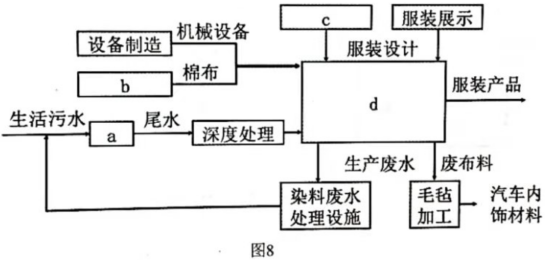 c
服装展示
设备制造
机械设备
服装设计
b
棉布
d
服装产品
生活污水
a
尾水
深度处理
生产废水
废布料
染料废水
处理设施
毛毡
加工
汽车内
饰材料
图8